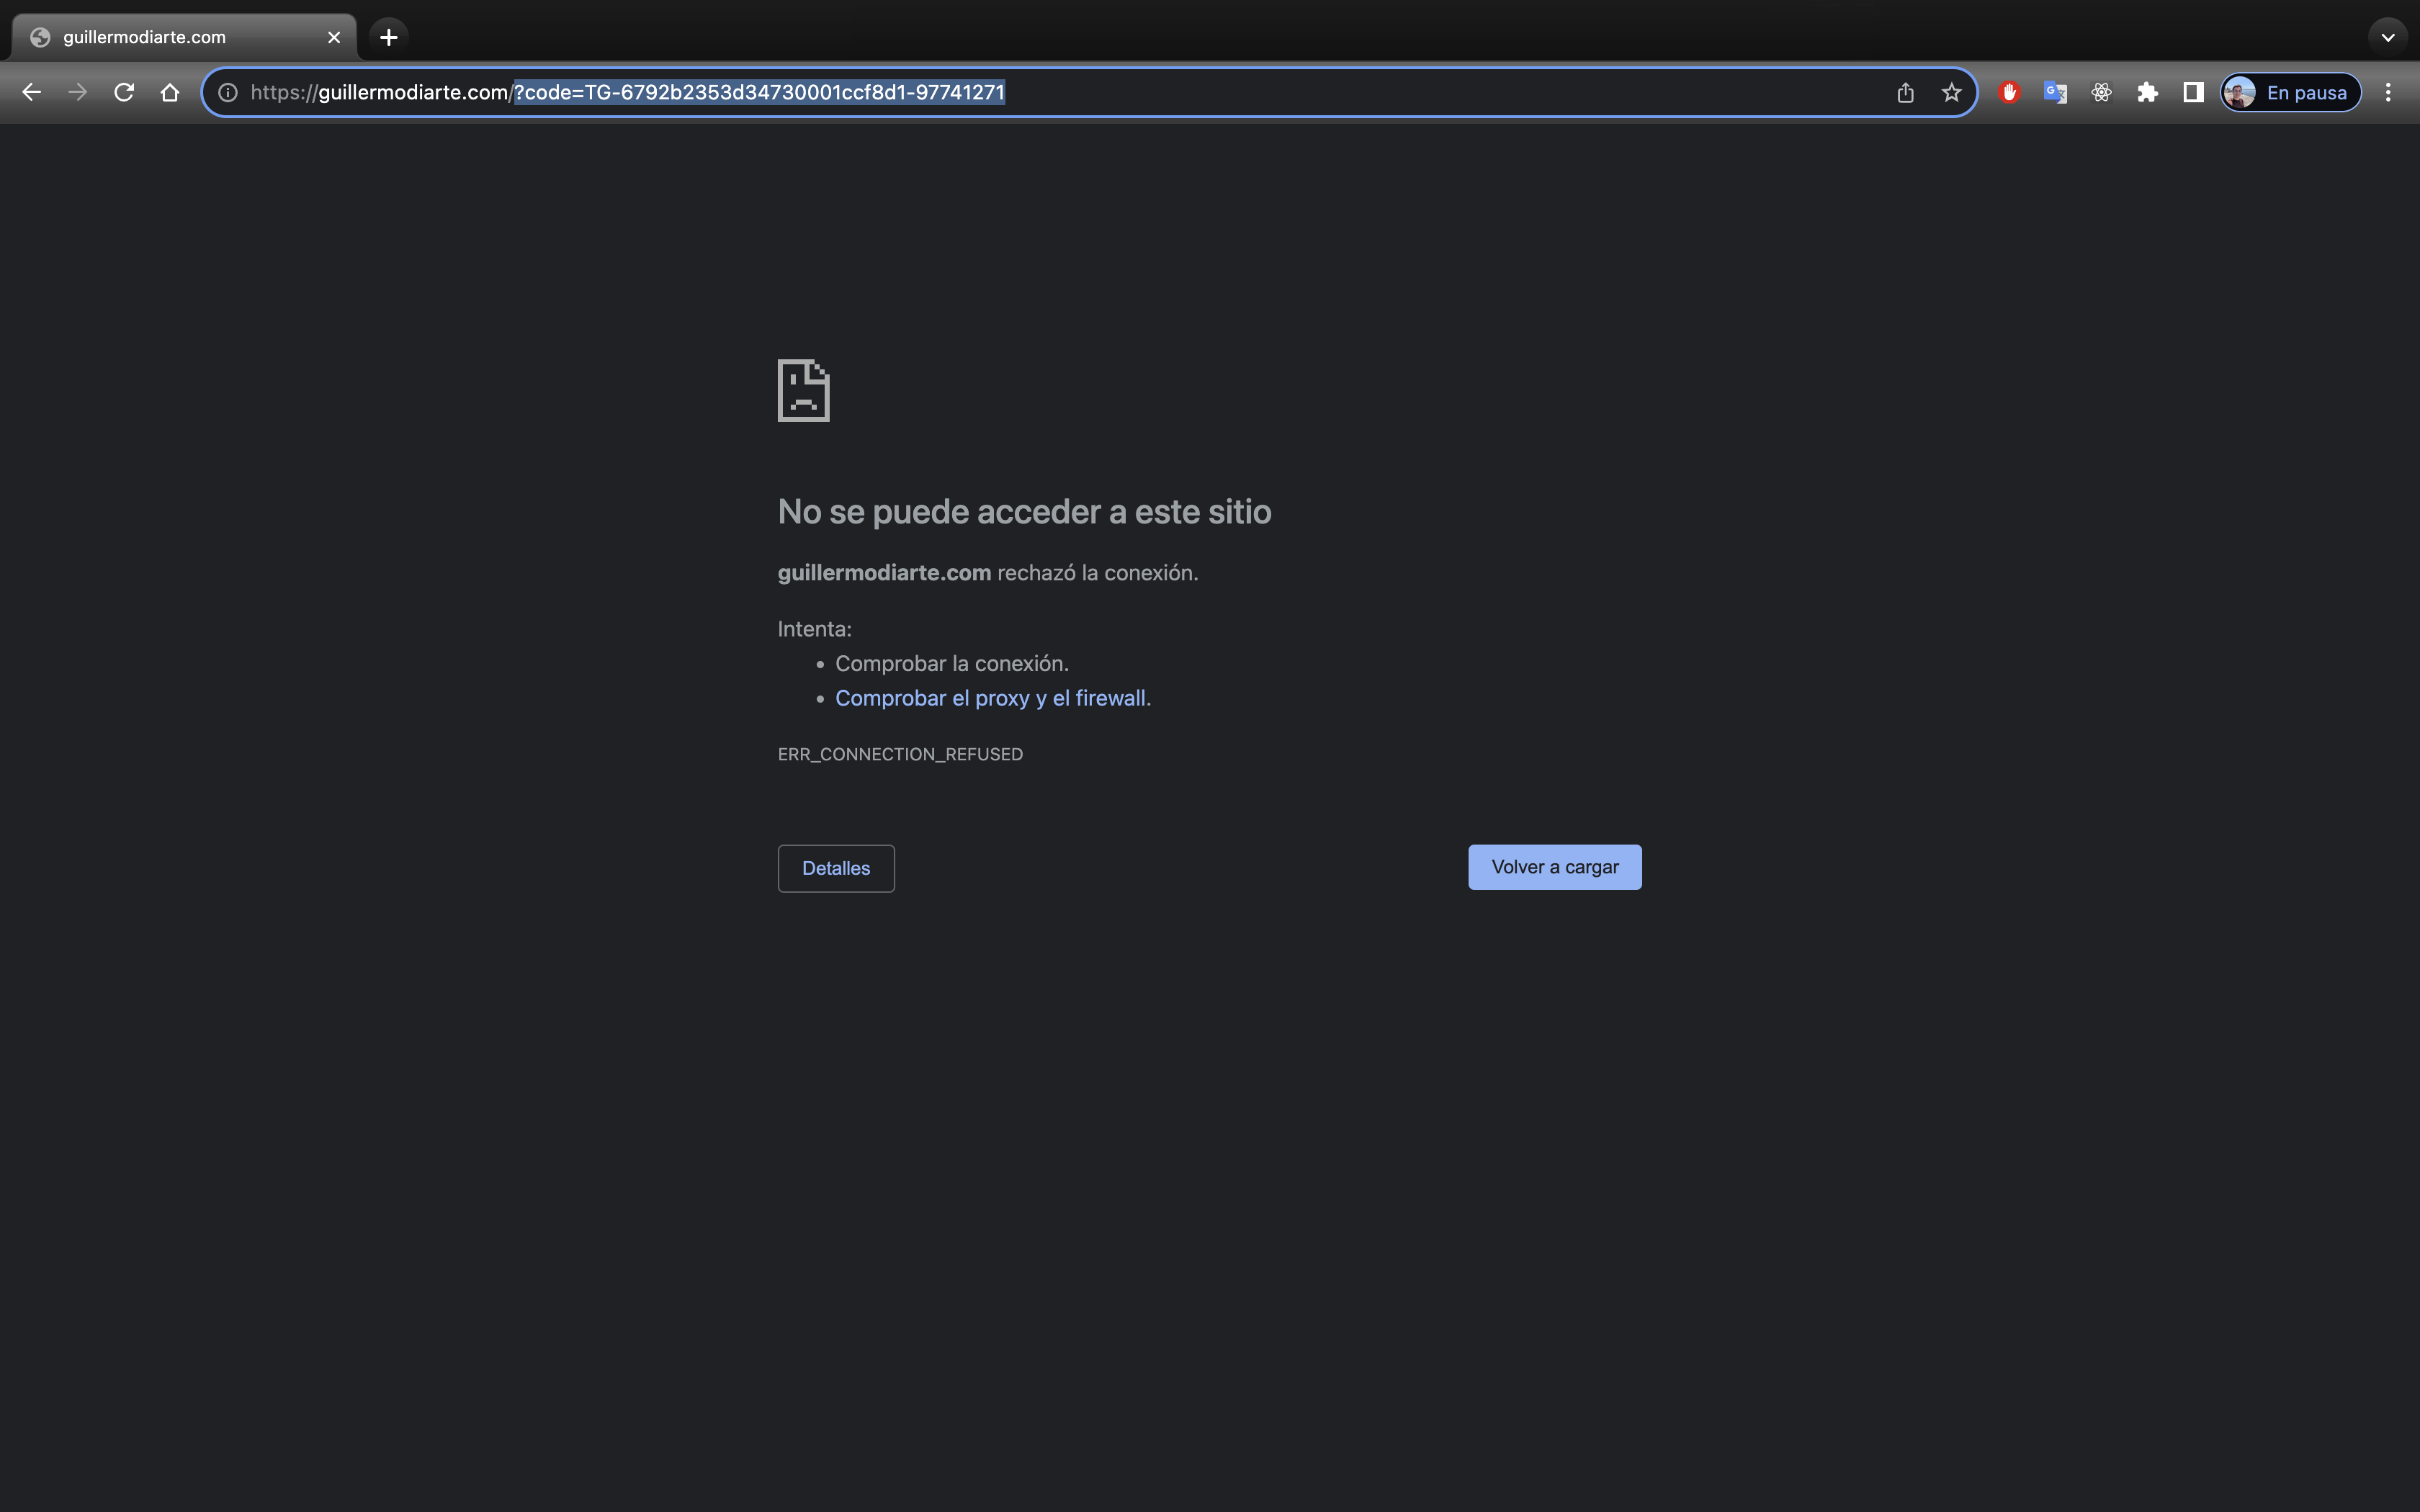 guillermodiarte.com
https://guillermodiarte.com/?code=TG-6792b2353d34730001ccf8d1-97741271
En pausa
No se puede acceder a este sitio
guillermodiarte.com rechazó la conexión.
Intenta:
• Comprobar la conexión.
• Comprobar el proxy y el firewall.
ERR_CONNECTION_REFUSED
Detalles
Volver a cargar